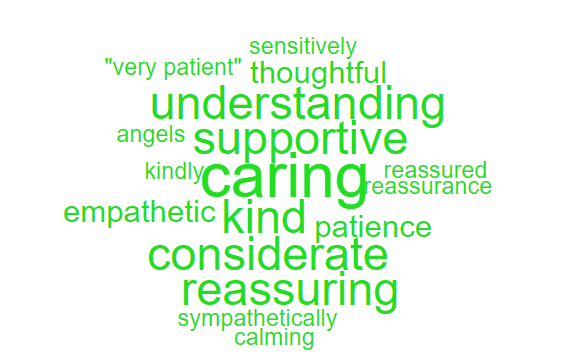 sensitively
"very patient" thoughtful
understanding
angels supportive
kindly caring reassured
reassurance
empathetic kind patience
considerate
reassuring
sympathetically
calming